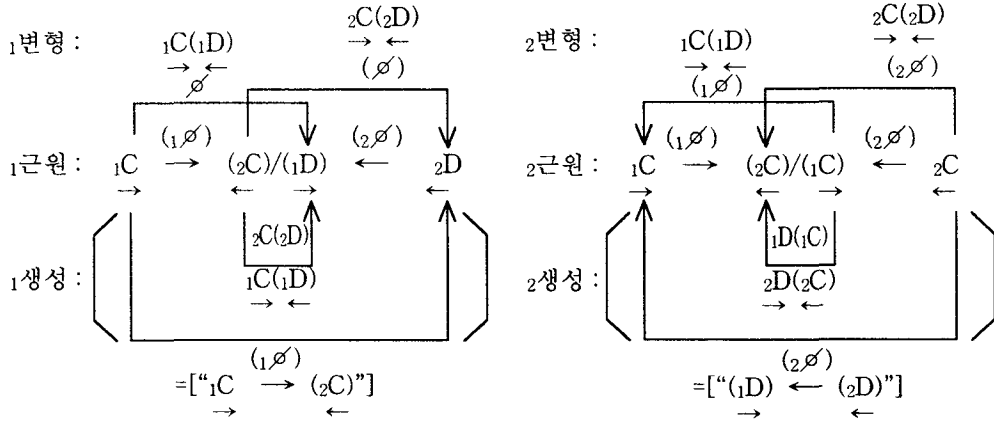 ₁변형 : ₁C(₁D) ₂C(₂D) ₂변형 : ₁C(₁D) ₂C(₂D)
→ ← → ← → ← → ←
∅ (∅) (₁∅) (₂∅)
(₁∅) (₂∅) (₁∅) (₂∅)
₁근원 : ₁C → (₂C)/(₁D) ← ₂D ₂근원 : ₁C → (₂C)/(₁C) ← ₂C
→ ← → ← → ← → ←
₂C(₂D) ₁D(₁C)
₁생성 : ₁C(₁D) ₂생성 : ₂D(₂C)
→ ← → ←
(₁∅) (₂∅)
=[“₁C → (₂C)”] =[“(₁D) ← (₂D)”]
→ ← → ←